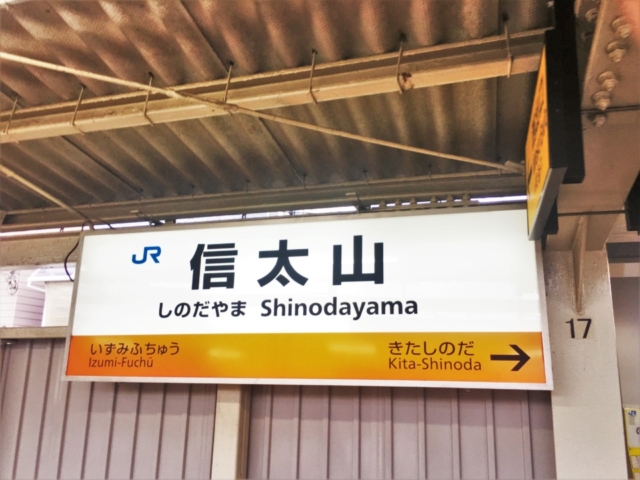 JR 信太山
しのだやま Shinodayama
いずみふちゅう
Izumi-Fuchū
きたしのだ
Kita-Shinoda
17